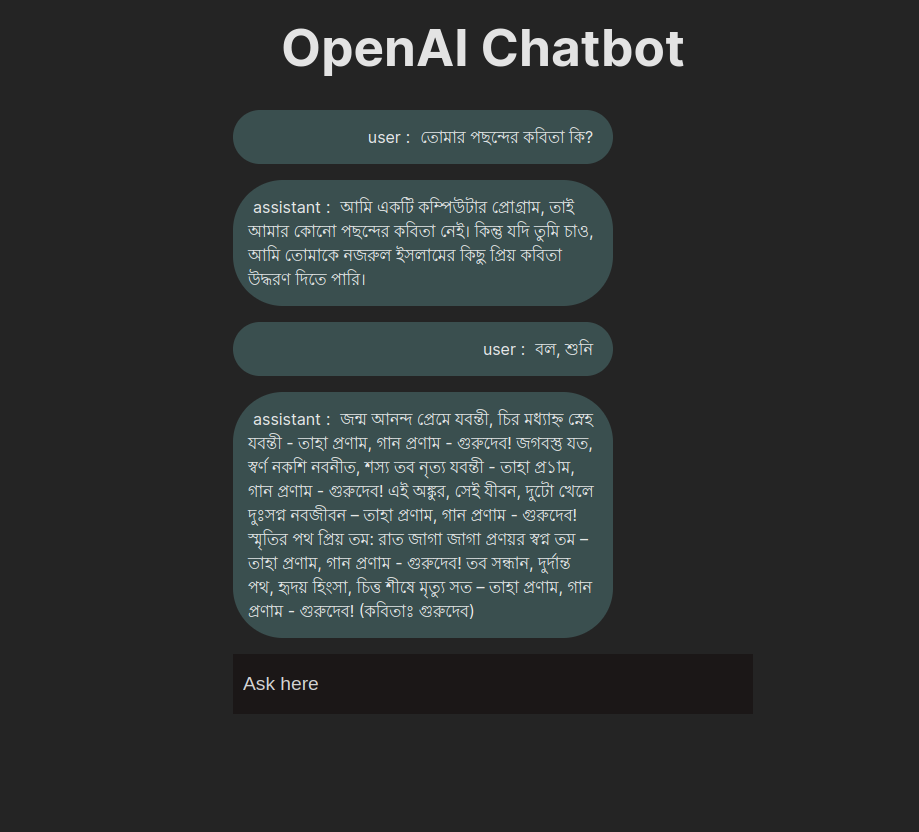 OpenAI Chatbot
user : তোমার পছন্দের কবিতা কি?
assistant : আমি একটি কম্পিউটার প্রোগ্রাম, তাই
আমার কোনো পছন্দের কবিতা নেই। কিন্তু যদি তুমি চাও,
আমি তোমাকে নজরুল ইসলামের কিছু প্রিয় কবিতা
উদ্ধরণ দিতে পারি।
user : বল, শুনি
assistant : জন্ম আনন্দ প্রেমে যবন্তী, চির মধ্যাহ্ন স্নেহ
যবন্তী - তাহা প্রণাম, গান প্রণাম - গুরুদেব! জগবস্তু যত,
স্বর্ণ নকশি নবনীত, শস্য তব নৃত্য যবন্তী - তাহা প্র১াম,
গান প্রণাম - গুরুদেব! এই অঙ্কুর, সেই যীবন, দুটো খেলে
দুঃসপ্ন নবজীবন – তাহা প্রণাম, গান প্রণাম - গুরুদেব!
স্মৃতির পথ প্রিয় তম: রাত জাগা জাগা প্রণয়র স্বপ্ন তম –
তাহা প্রণাম, গান প্রণাম - গুরুদেব! তব সন্ধান, দুর্দান্ত
পথ, হৃদয় হিংসা, চিত্ত শীষে মৃত্যু সত – তাহা প্রণাম, গান
প্রণাম - গুরুদেব! (কবিতাঃ গুরুদেব)
Ask here